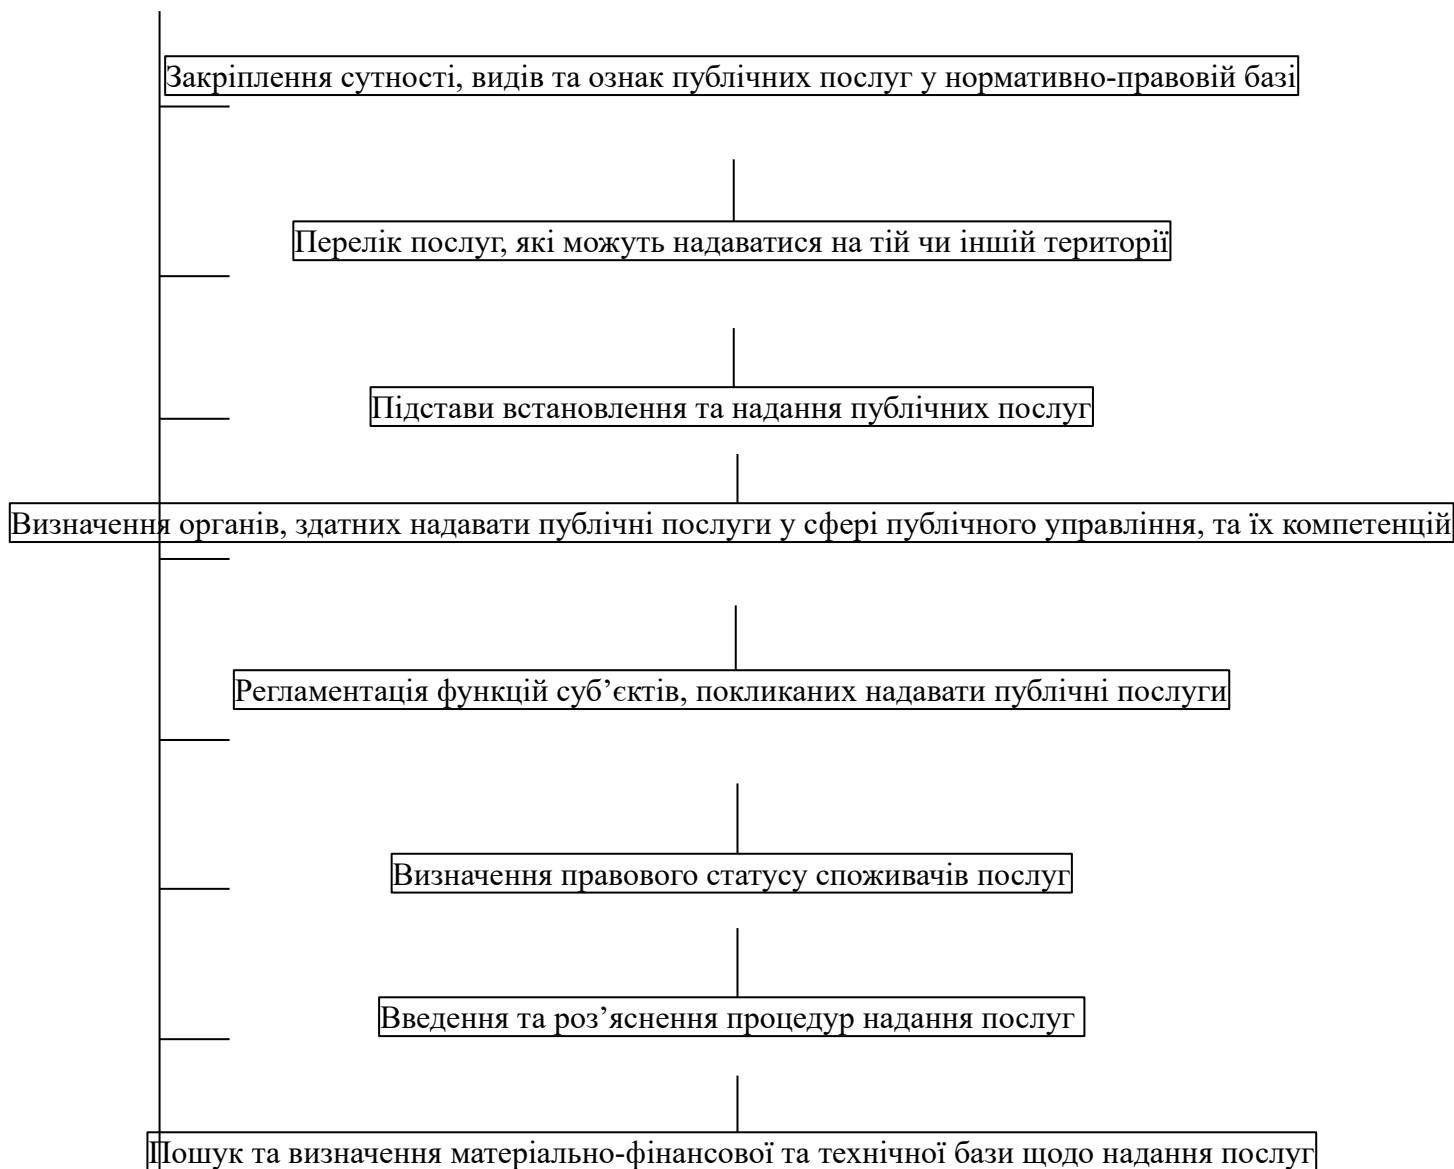 Закріплення сутності, видів та ознак публічних послуг у нормативно-правовій базі
Перелік послуг, які можуть надаватися на тій чи іншій території
Підстави встановлення та надання публічних послуг
Визначення органів, здатних надавати публічні послуги у сфері публічного управління, та їх компетенцій
Регламентація функцій суб’єктів, покликаних надавати публічні послуги
Визначення правового статусу споживачів послуг
Введення та роз’яснення процедур надання послуг
Пошук та визначення матеріально-фінансової та технічної бази щодо надання послуг